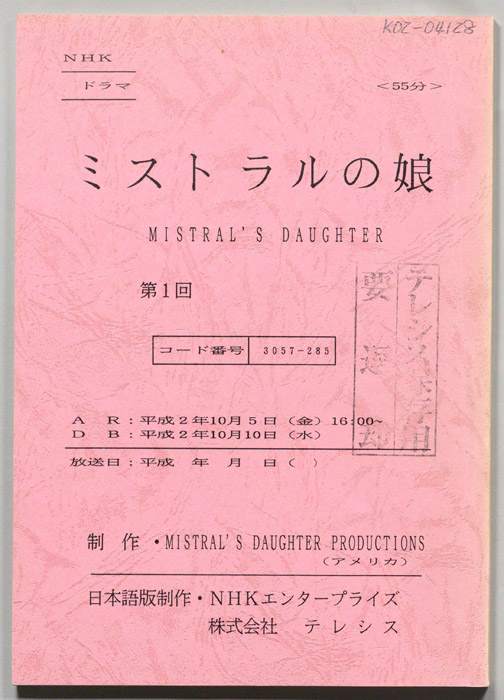 K02-04128
NHK
ドラマ
<55分>
ミストラルの娘
MISTRAL'S DAUGHTER
第1回
コード番号 3057-285
テレシス保存用
要返却
A R:平成2年10月5日(金)16:00~
D B:平成2年10月10日(水)
放送日:平成 年 月 日( )
制作・MISTRAL'S DAUGHTER PRODUCTIONS
(アメリカ)
日本語版制作・NHKエンタープライズ
株式会社 テレシス